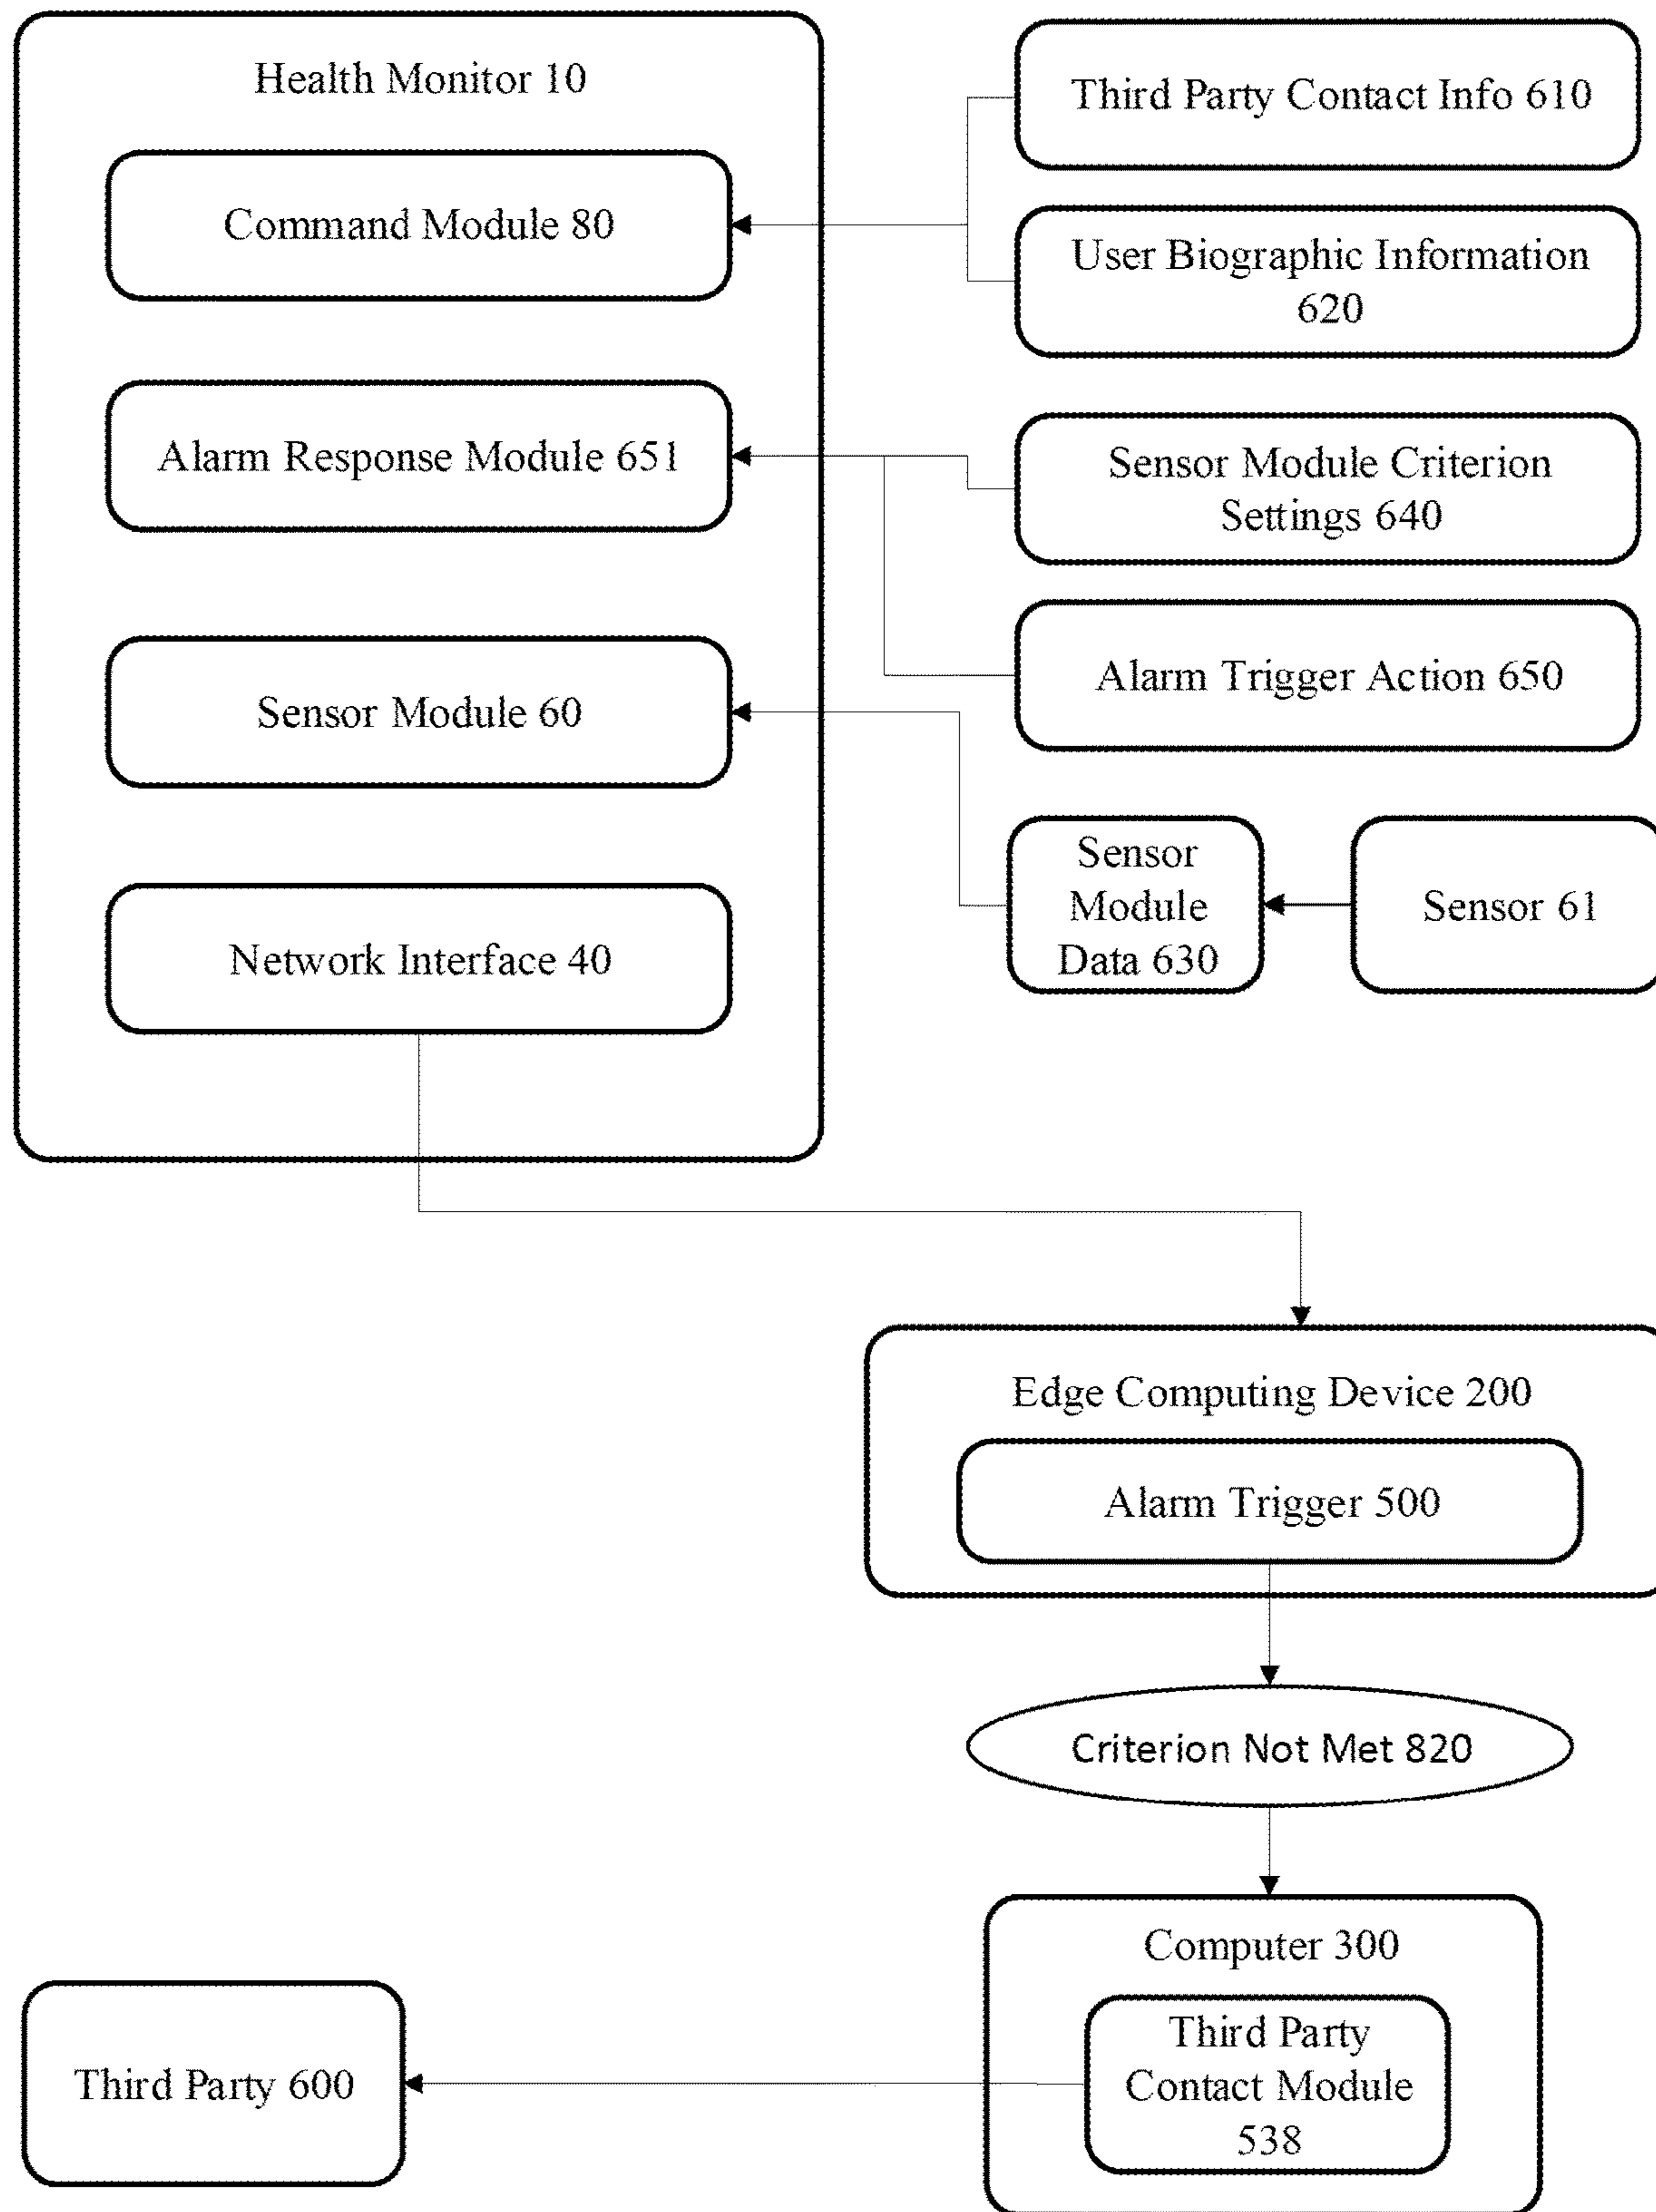 Health Monitor 10
Command Module 80
Alarm Response Module 651
Sensor Module 60
Network Interface 40
Third Party Contact Info 610
User Biographic Information
620
Sensor Module Criterion
Settings 640
Alarm Trigger Action 650
Sensor
Module
Data 630
Sensor 61
Edge Computing Device 200
Alarm Trigger 500
Criterion Not Met 820
Computer 300
Third Party
Contact Module
538
Third Party 600